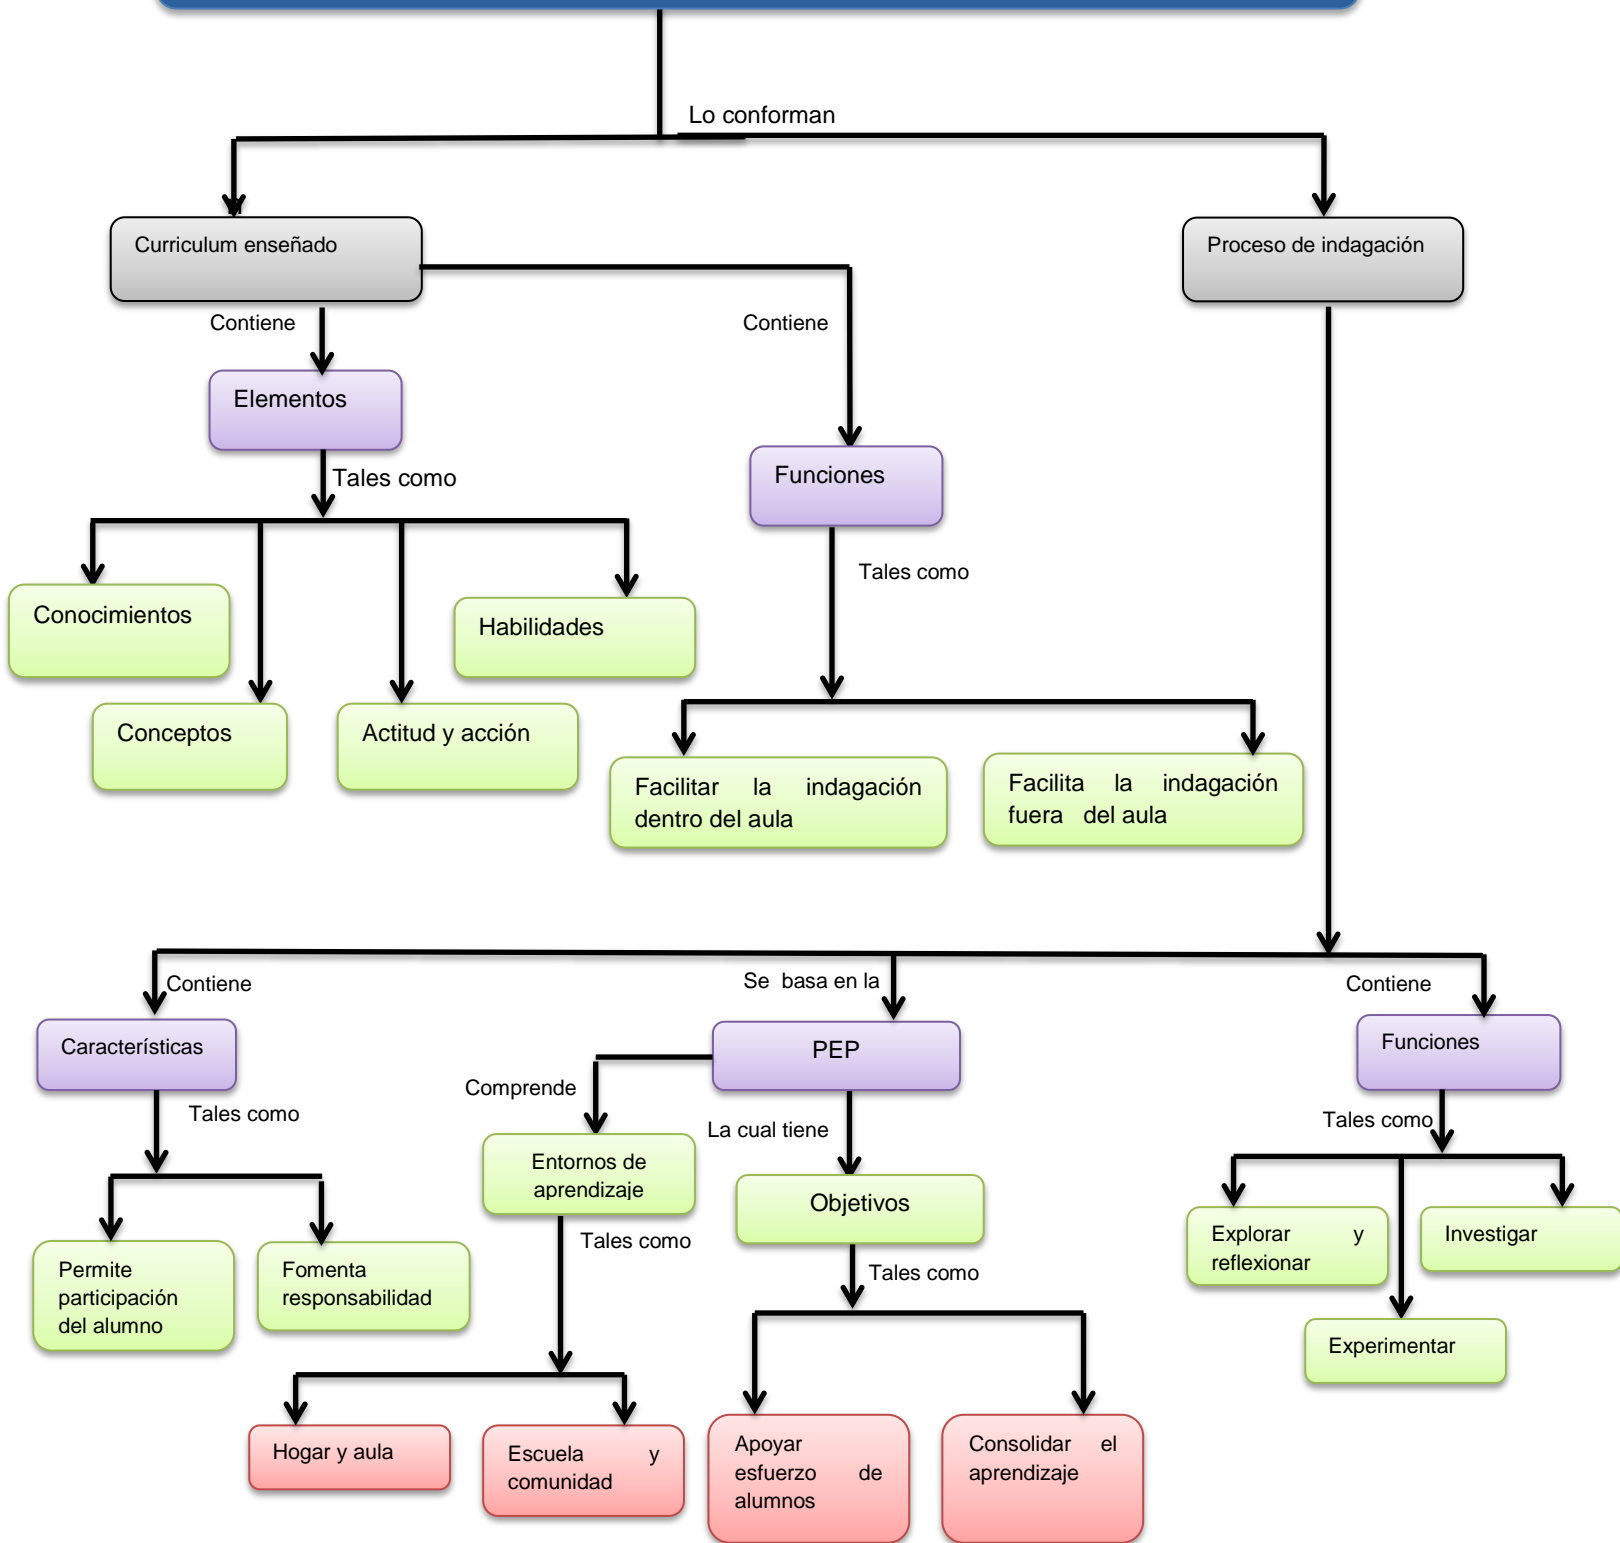 Lo conforman
Curriculum enseñado
Proceso de indagación
Contiene
Contiene
Elementos
Tales como
Funciones
Tales como
Conocimientos
Habilidades
Conceptos
Actitud y acción
Facilitar la indagación
dentro del aula
Facilita la indagación
fuera del aula
Contiene
Se basa en la
Contiene
Características
PEP
Funciones
Tales como
Comprende
La cual tiene
Tales como
Entornos de
aprendizaje
Objetivos
Tales como
Tales como
Permite
participación
del alumno
Fomenta
responsabilidad
Explorar y
reflexionar
Investigar
Experimentar
Hogar y aula
Escuela y
comunidad
Apoyar
esfuerzo de
alumnos
Consolidar el
aprendizaje